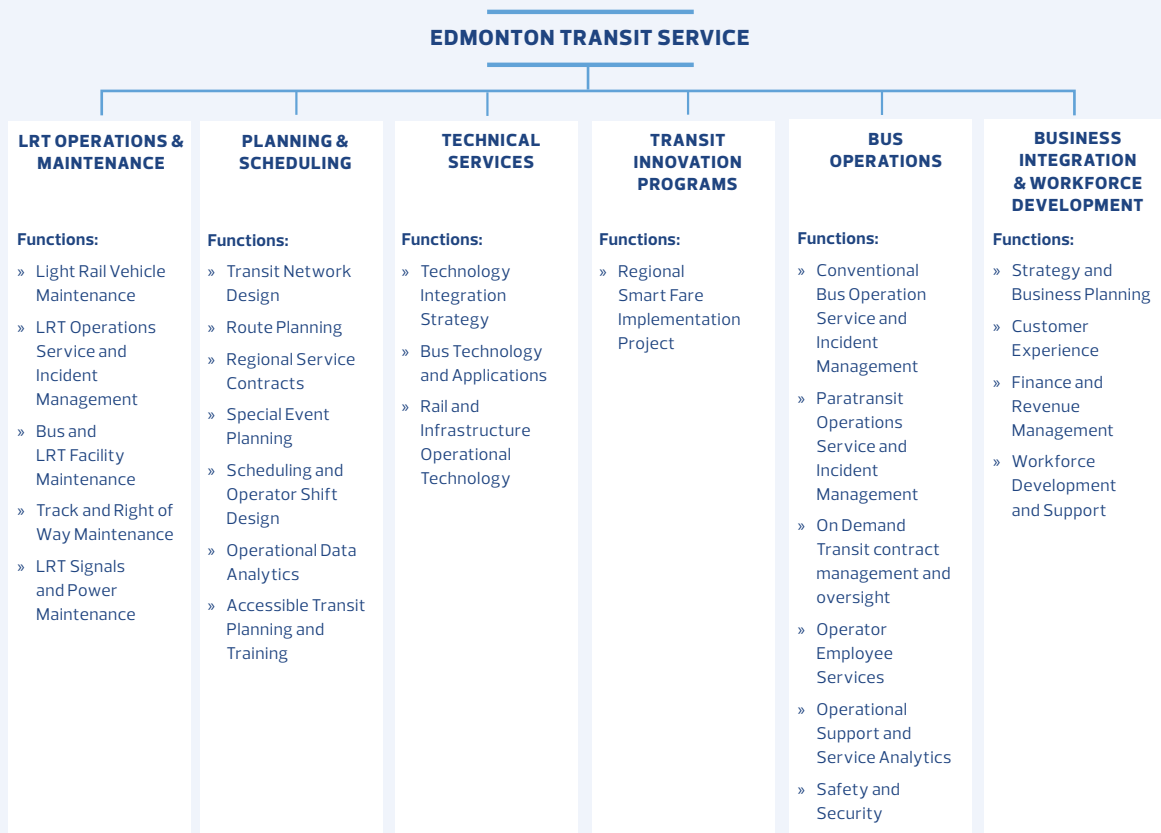 EDMONTON TRANSIT SERVICE
LRT OPERATIONS &
MAINTENANCE
Functions:
» Light Rail Vehicle
Maintenance
» LRT Operations
Service and
Incident
Management
» Bus and
LRT Facility
Maintenance
» Track and Right of
Way Maintenance
» LRT Signals
and Power
Maintenance
PLANNING &
SCHEDULING
Functions:
» Transit Network
Design
» Route Planning
» Regional Service
Contracts
» Special Event
Planning
» Scheduling and
Operator Shift
Design
» Operational Data
Analytics
» Accessible Transit
Planning and
Training
TECHNICAL
SERVICES
Functions:
» Technology
Integration
Strategy
» Bus Technology
and Applications
» Rail and
Infrastructure
Operational
Technology
TRANSIT
INNOVATION
PROGRAMS
Functions:
» Regional
Smart Fare
Implementation
Project
BUS
OPERATIONS
Functions:
» Conventional
Bus Operation
Service and
Incident
Management
» Paratransit
Operations
Service and
Incident
Management
» On Demand
Transit contract
management and
oversight
» Operator
Employee
Services
» Operational
Support and
Service Analytics
» Safety and
Security
BUSINESS
INTEGRATION
& WORKFORCE
DEVELOPMENT
Functions:
» Strategy and
Business Planning
» Customer
Experience
» Finance and
Revenue
Management
» Workforce
Development
and Support